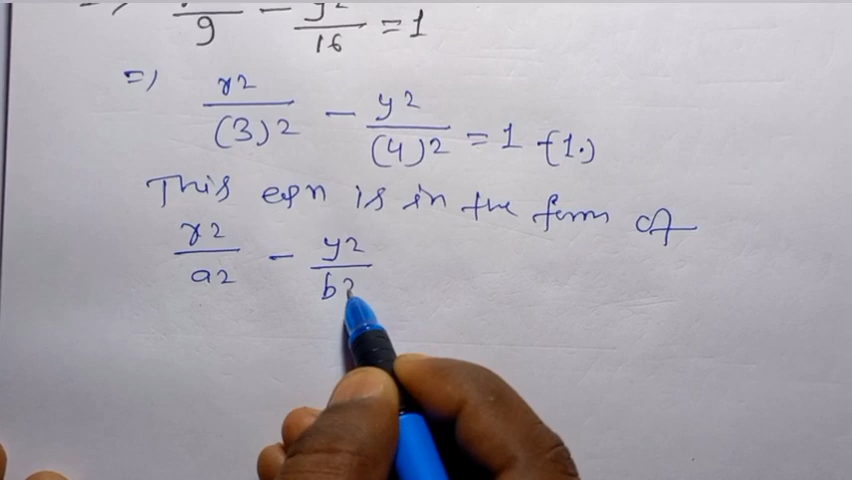 9 - 16 = 1
=) x2/(3)2 - y2/(4)2 = 1 -(1.)
This eqn is in the form of
x2/a2 - y2/b2